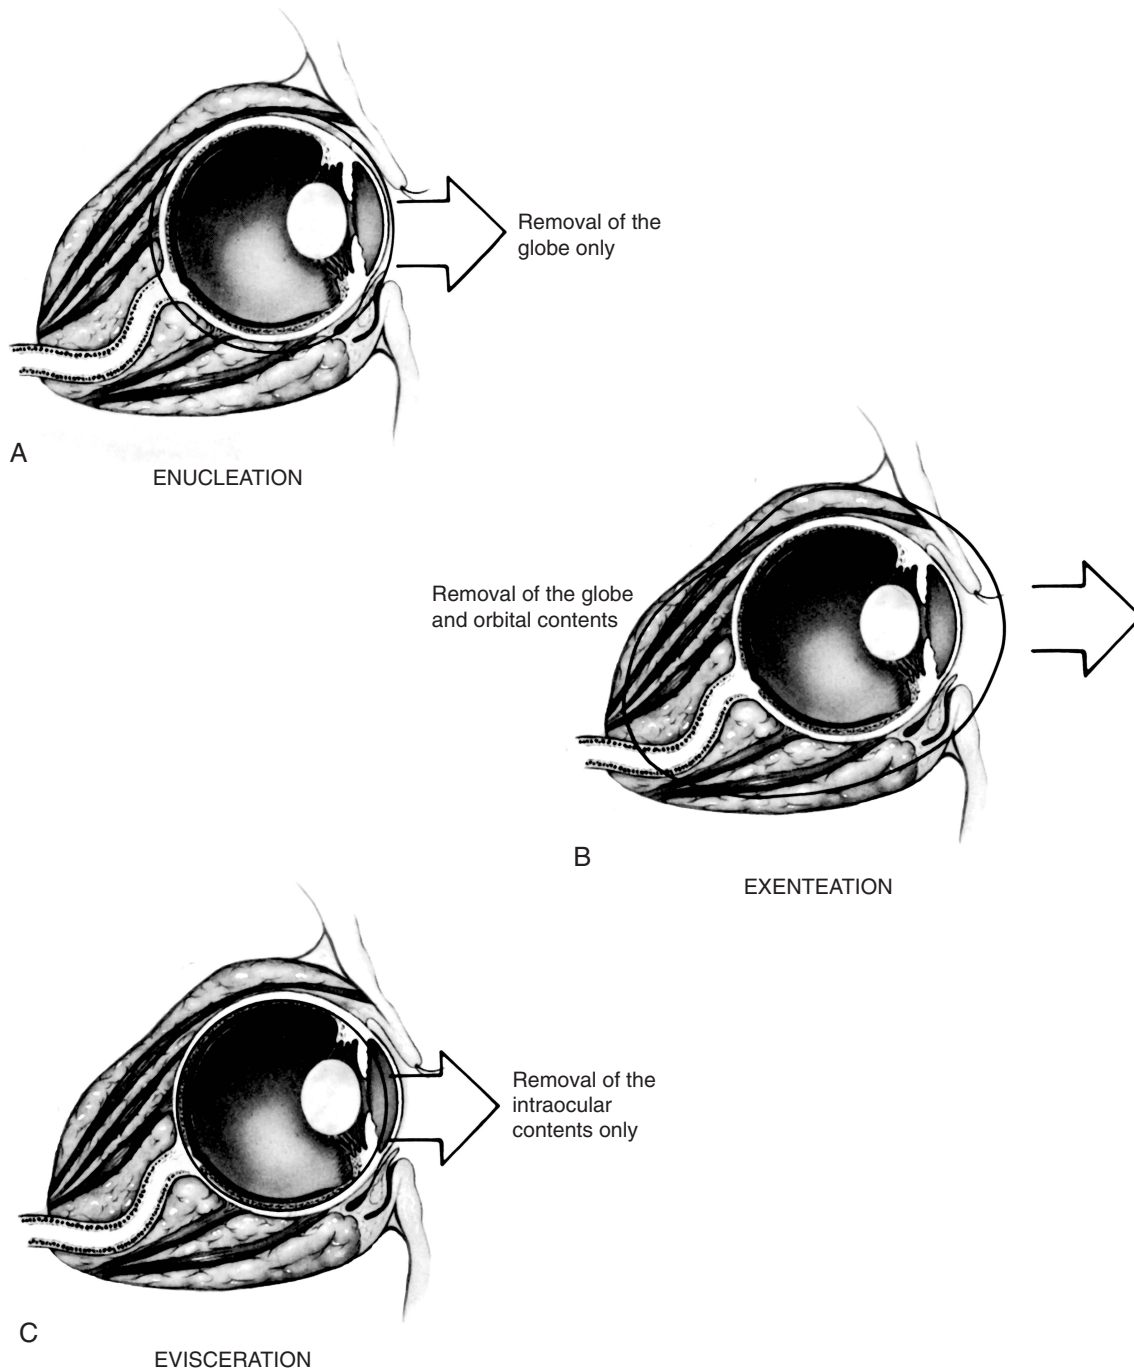 Removal of the
globe only
A
ENUCLEATION
Removal of the globe
and orbital contents
B
EXENTEATION
Removal of the
intraocular
contents only
C
EVISCERATION